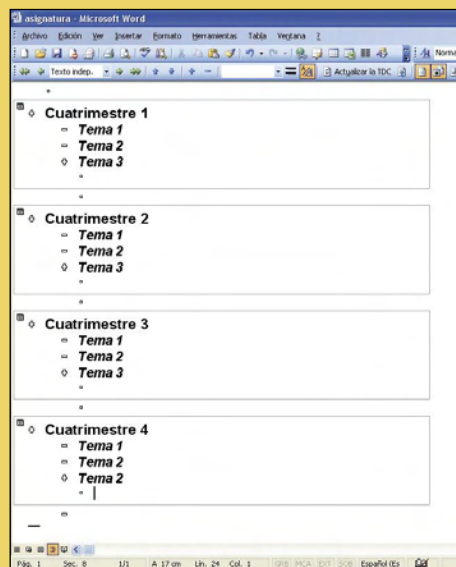 asignatura - Microsoft Word
Archivo Edición Ver Insertar Formato Herramientas Tabla Ventana ?
Norma
Texto indep. Actualizar la TDC
Cuatrimestre 1
Tema 1
Tema 2
Tema 3
Cuatrimestre 2
Tema 1
Tema 2
Tema 3
Cuatrimestre 3
Tema 1
Tema 2
Tema 3
Cuatrimestre 4
Tema 1
Tema 2
Tema 2
Pág. 1 Sec. 8 1/1 A 17 cm Lín. 24 Col. 1 GRB MCA EXT SOB Español (Es